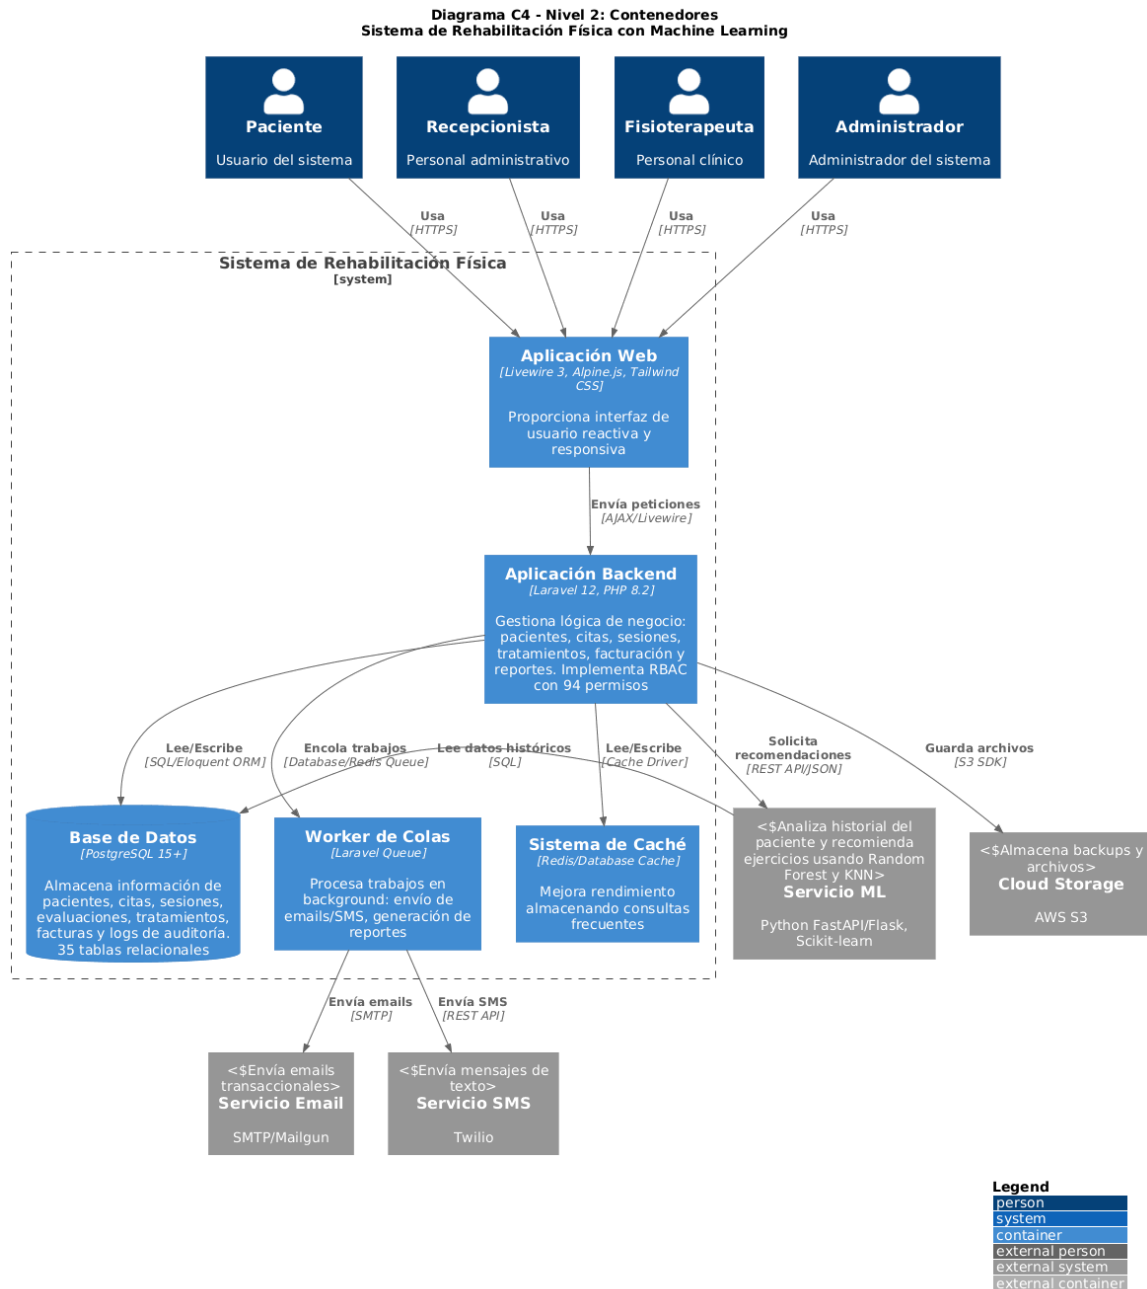 Diagrama C4 - Nivel 2: Contenedores
Sistema de Rehabilitación Física con Machine Learning
Paciente
Usuario del sistema
Recepcionista
Personal administrativo
Fisioterapeuta
Personal clínico
Administrador
Administrador del sistema
Usa
[HTTPS]
Usa
[HTTPS]
Usa
[HTTPS]
Usa
[HTTPS]
Sistema de Rehabilitación Física
[system]
Aplicación Web
[Livewire 3, Alpine.js, Tailwind
CSS]
Proporciona interfaz de
usuario reactiva y
responsiva
Envía peticiones
[AJAX/Livewire]
Aplicación Backend
[Laravel 12, PHP 8.2]
Gestiona lógica de negocio:
pacientes, citas, sesiones,
tratamientos, facturación y
reportes. Implementa RBAC
con 94 permisos
Lee/Escribe
[SQL/Eloquent ORM]
Encola trabajos
[Database/Redis Queue]
Lee datos históricos
[SQL]
Lee/Escribe
[Cache Driver]
Solicita
recomendaciones
[REST API/JSON]
Guarda archivos
[S3 SDK]
Base de Datos
[PostgreSQL 15+]
Almacena información de
pacientes, citas, sesiones,
evaluaciones, tratamientos,
facturas y logs de auditoría.
35 tablas relacionales
Worker de Colas
[Laravel Queue]
Procesa trabajos en
background: envío de
emails/SMS, generación de
reportes
Sistema de Caché
[Redis/Database Cache]
Mejora rendimiento
almacenando consultas
frecuentes
<$Analiza historial del
paciente y recomienda
ejercicios usando Random
Forest y KNN>
Servicio ML
Python FastAPI/Flask,
Scikit-learn
<$Almacena backups y
archivos>
Cloud Storage
AWS S3
Envía emails
[SMTP]
Envía SMS
[REST API]
<$Envía emails
transaccionales>
Servicio Email
SMTP/Mailgun
<$Envía mensajes de
texto>
Servicio SMS
Twilio
Legend
person
system
container
external person
external system
external container